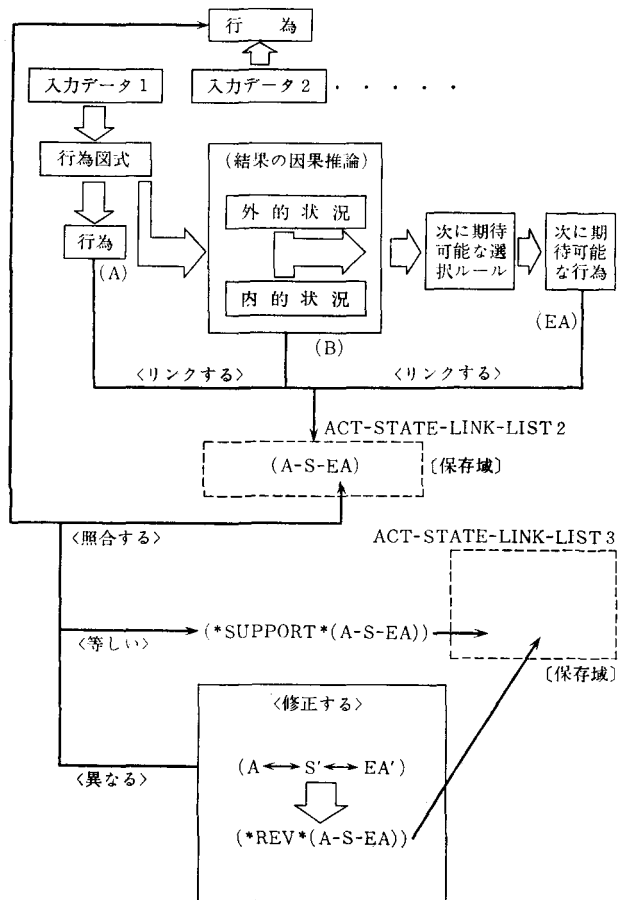 行 為
入力データ1
入力データ2 ・ ・ ・ ・ ・
行為図式
行為
(A)
(結果の因果推論)
外 的 状 況
内 的 状 況
(B)
次に期待
可能な選
択ルール
次に期
待可能
な行為
(EA)
〈リンクする〉
〈リンクする〉
ACT-STATE-LINK-LIST2
(A-S-EA)
〔保存域〕
〈照合する〉
ACT-STATE-LINK-LIST3
〈等しい〉
(*SUPPORT*(A-S-EA))
〔保存域〕
〈修正する〉
〈異なる〉
(A⟷S′⟷EA′)
(*REV*(A-S-EA))